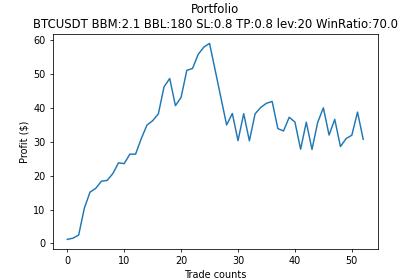 Portfolio
BTCUSDT BBM:2.1 BBL:180 SL:0.8 TP:0.8 lev:20 WinRatio:70.0
60
50
40
30
20
10
0
Profit ($)
0 10 20 30 40 50
Trade counts